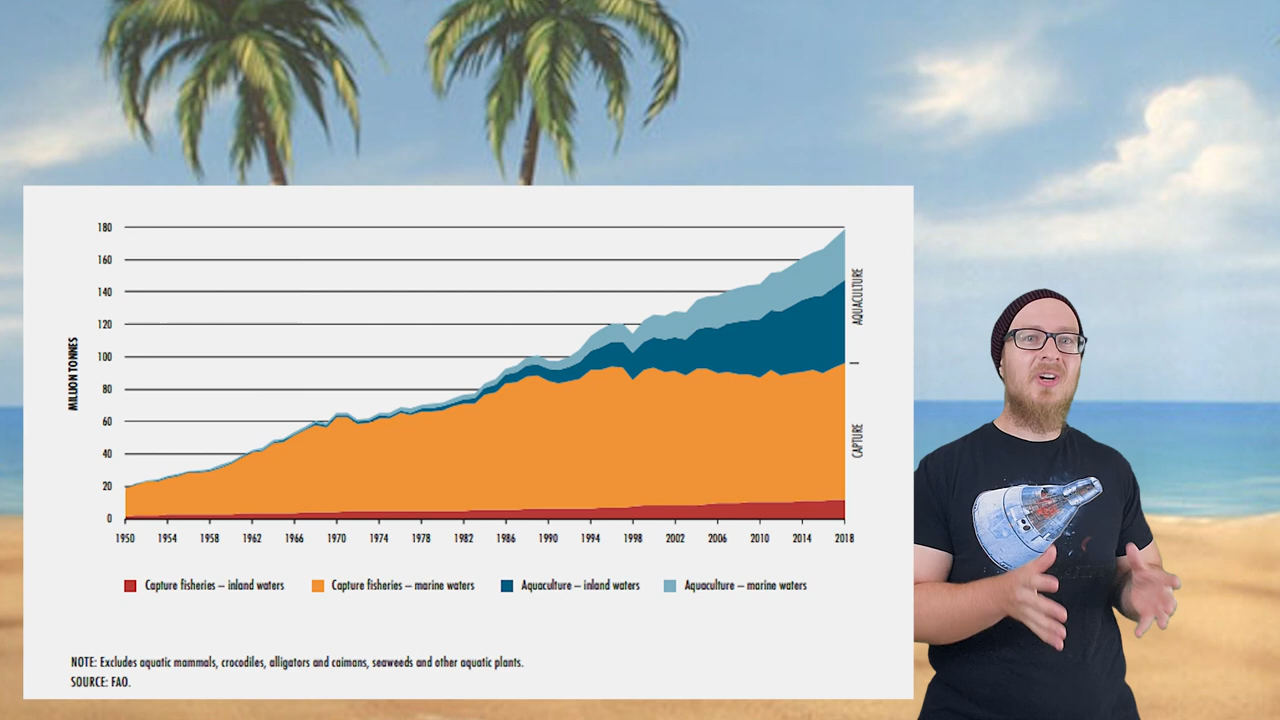 180
160
140
120
100
80
60
40
20
0
MILLION TONNES
AQUACULTURE
CAPTURE
1950 1954 1958 1962 1966 1970 1974 1978 1982 1986 1990 1994 1998 2002 2006 2010 2014 2018
Capture fisheries – inland waters Capture fisheries – marine waters Aquaculture – inland waters Aquaculture – marine waters
NOTE: Excludes aquatic mammals, crocodiles, alligators and caimans, seaweeds and other aquatic plants.
SOURCE: FAO.